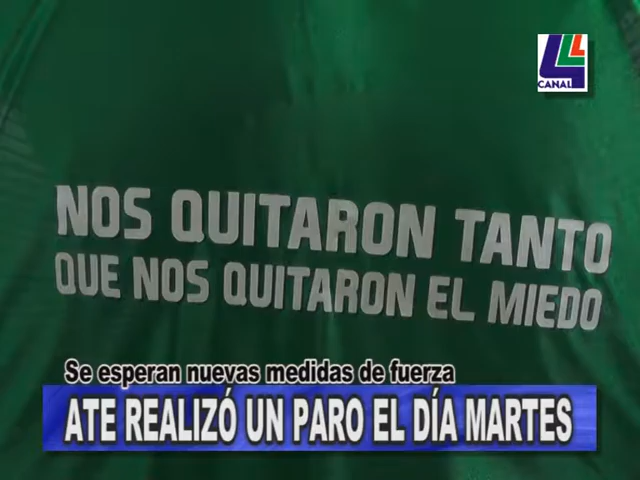 CANAL 4
NOS QUITARON TANTO
QUE NOS QUITARON EL MIEDO
Se esperan nuevas medidas de fuerza
ATE REALIZÓ UN PARO EL DÍA MARTES